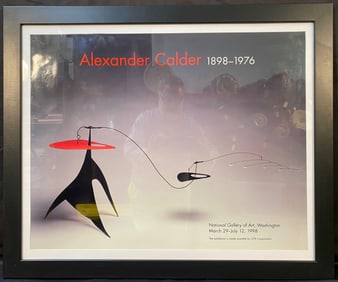 Alexander Calder 1898–1976
National Gallery of Art, Washington
March 29–July 12, 1998